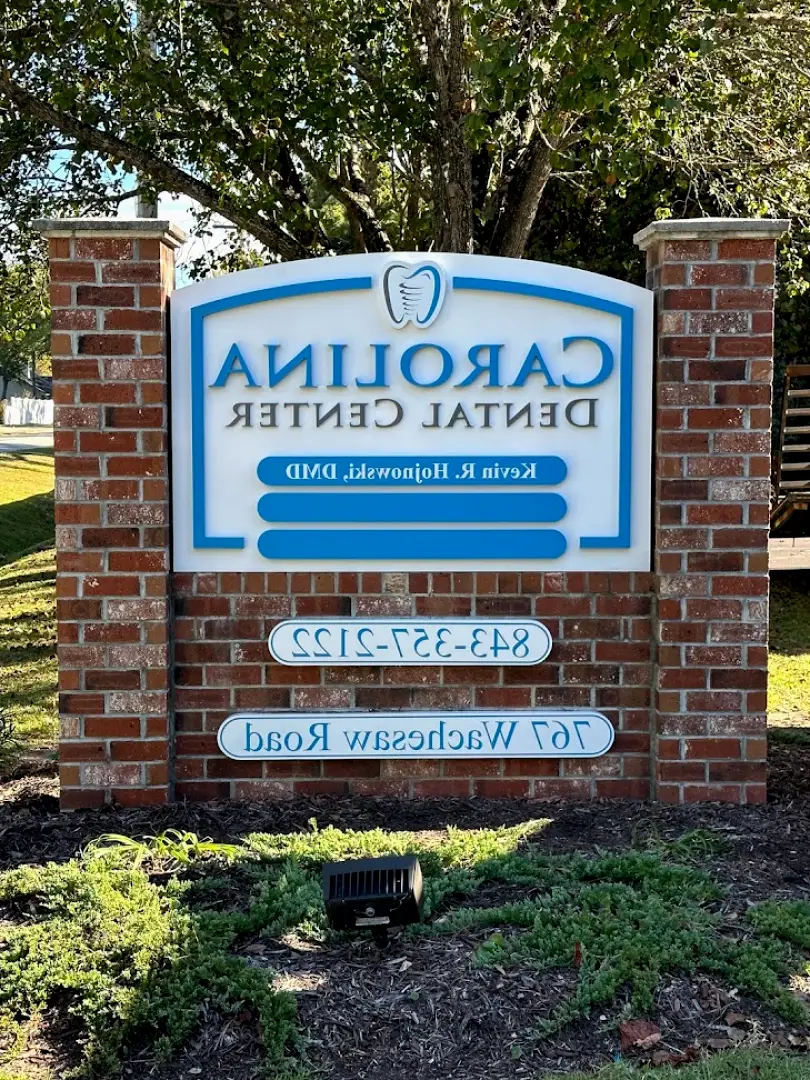 CAROLINA
DENTAL CENTER
Kevin R. Hojnowski, DMD
843-357-2122
767 Wachesaw Road